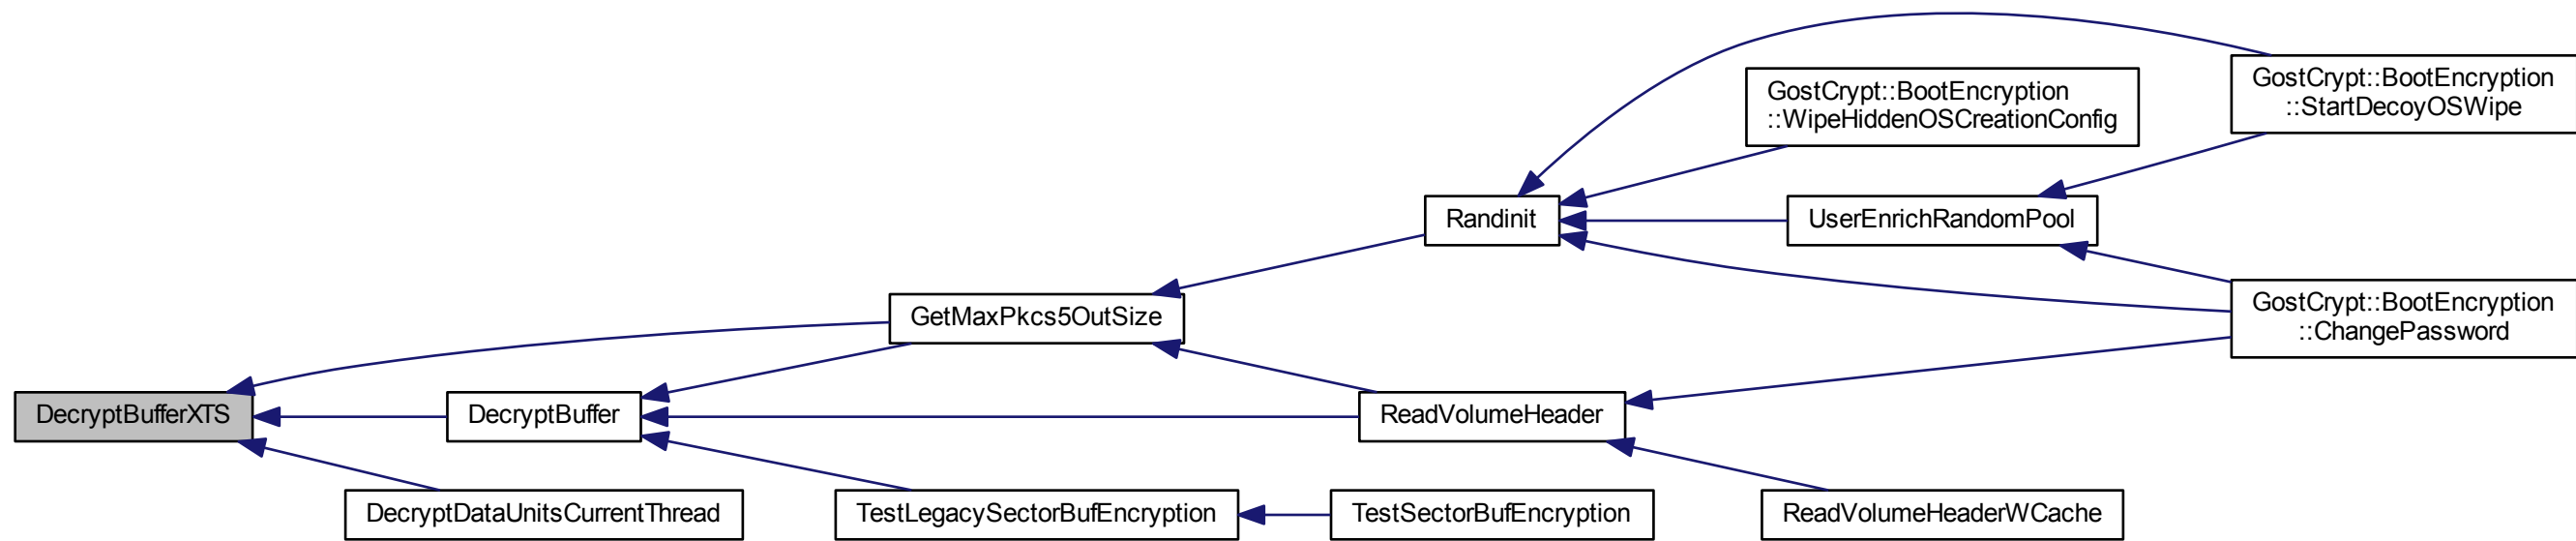 GostCrypt::BootEncryption
::StartDecoyOSWipe
GostCrypt::BootEncryption
::WipeHiddenOSCreationConfig
Randinit
UserEnrichRandomPool
GetMaxPkcs5OutSize
GostCrypt::BootEncryption
::ChangePassword
DecryptBufferXTS
DecryptBuffer
ReadVolumeHeader
DecryptDataUnitsCurrentThread
TestLegacySectorBufEncryption
TestSectorBufEncryption
ReadVolumeHeaderWCache